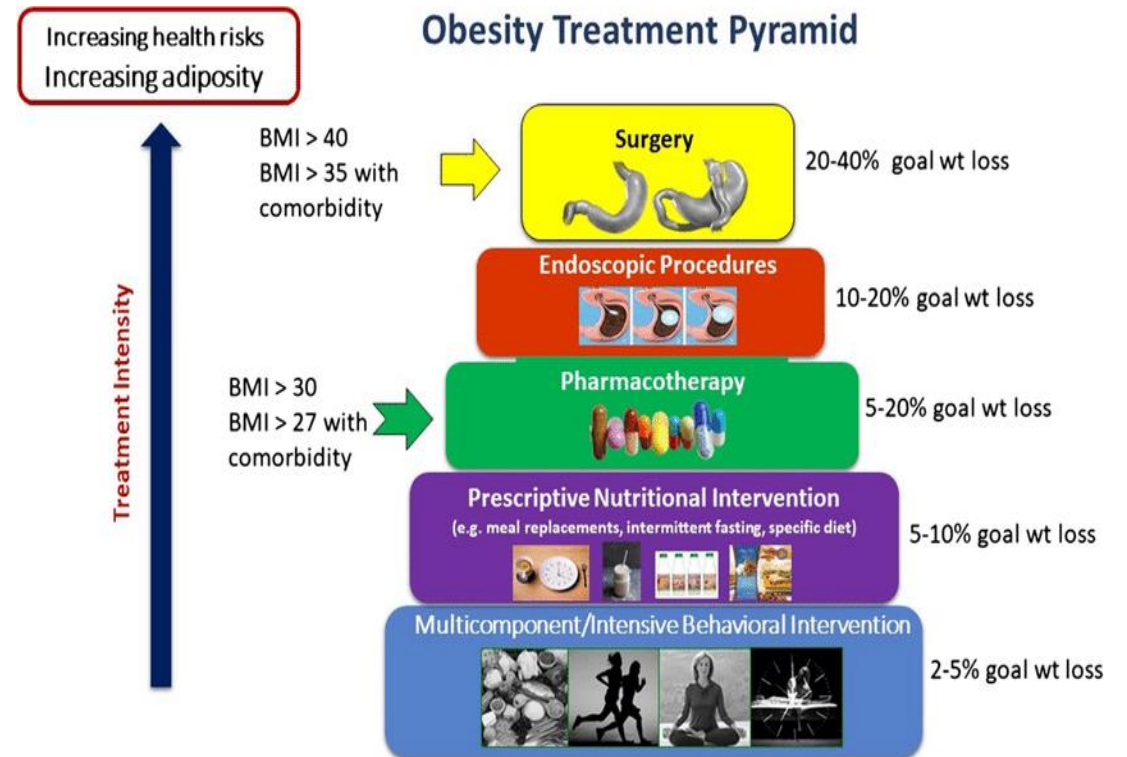 Obesity Treatment Pyramid
Increasing health risks
Increasing adiposity
Treatment Intensity
BMI > 40
BMI > 35 with
comorbidity
Surgery
20-40% goal wt loss
Endoscopic Procedures
10-20% goal wt loss
BMI > 30
BMI > 27 with
comorbidity
Pharmacotherapy
5-20% goal wt loss
Prescriptive Nutritional Intervention
(e.g. meal replacements, intermittent fasting, specific diet)
5-10% goal wt loss
Multicomponent/Intensive Behavioral Intervention
2-5% goal wt loss